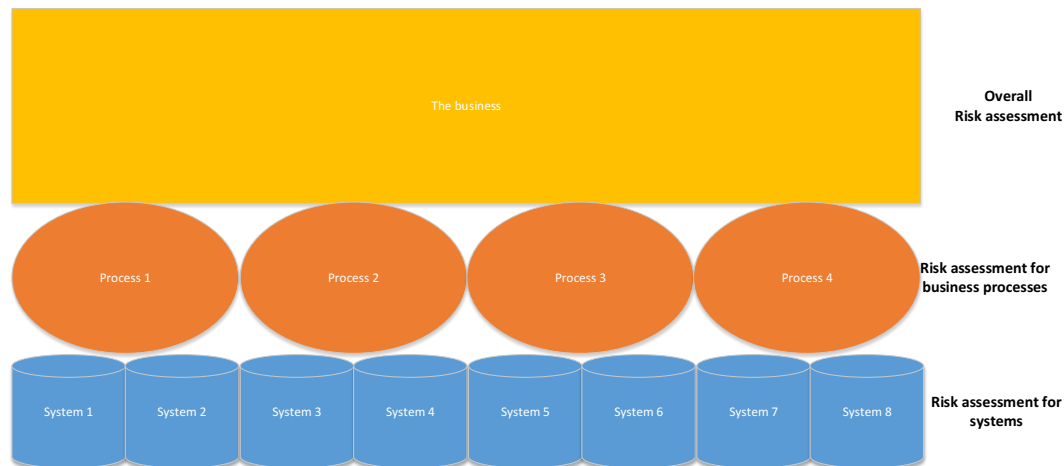 The business
Overall
Risk assessment
Process 1
Process 2
Process 3
Process 4
Risk assessment for
business processes
System 1
System 2
System 3
System 4
System 5
System 6
System 7
System 8
Risk assessment for
systems